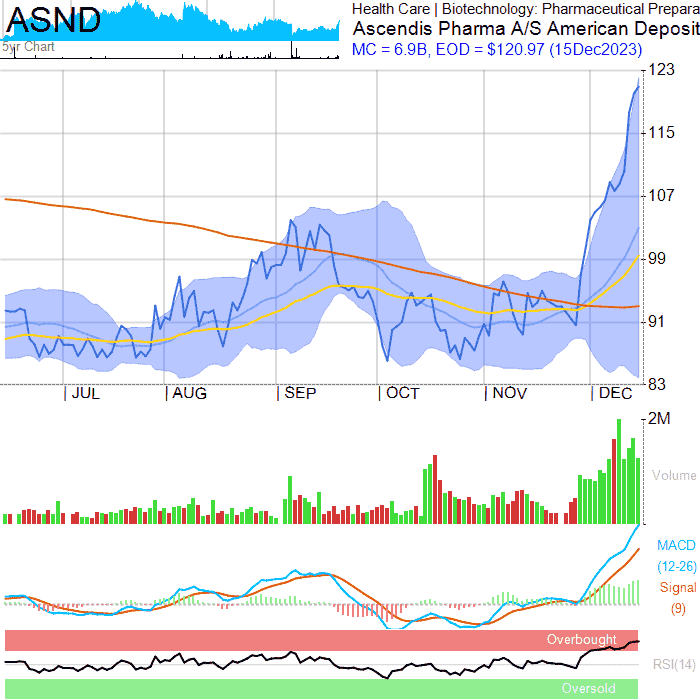 ASND
5yr Chart
Health Care | Biotechnology: Pharmaceutical Prepara
Ascendis Pharma A/S American Deposit
MC = 6.9B, EOD = $120.97 (15Dec2023)
123
115
107
99
91
83
JUL AUG SEP OCT NOV DEC
2M
Volume
MACD
(12-26)
Signal
(9)
Overbought
RSI(14)
Oversold